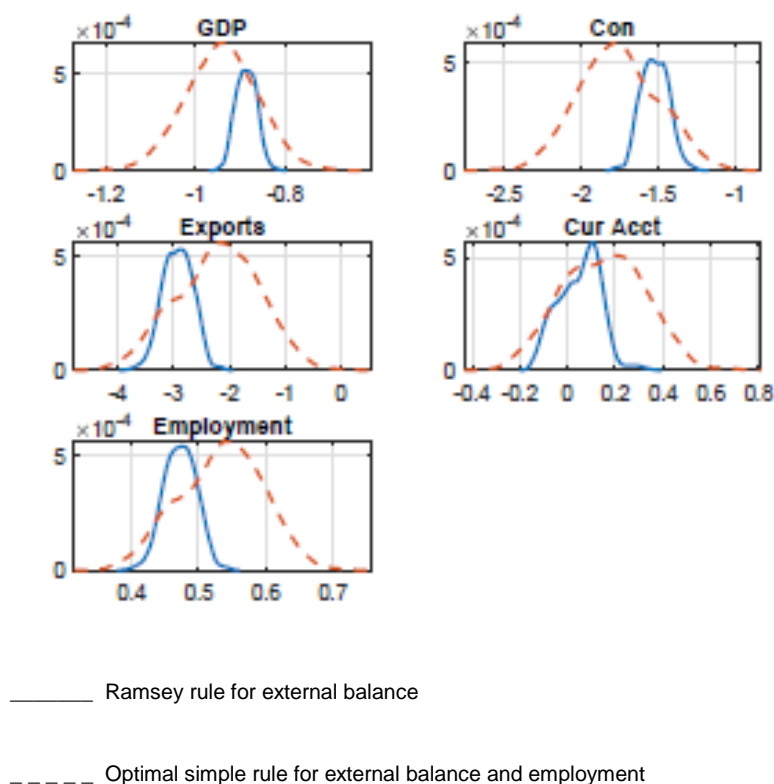 ×10⁻⁴ GDP
5
0
-1.2 -1 -0.8
×10⁻⁴ Con
5
0
-2.5 -2 -1.5 -1
×10⁻⁴ Exports
5
0
-4 -3 -2 -1 0
×10⁻⁴ Cur Acct
5
0
-0.4 -0.2 0 0.2 0.4 0.6 0.8
×10⁻⁴ Employment
5
0
0.4 0.5 0.6 0.7
_______ Ramsey rule for external balance
_ _ _ _ _ Optimal simple rule for external balance and employment